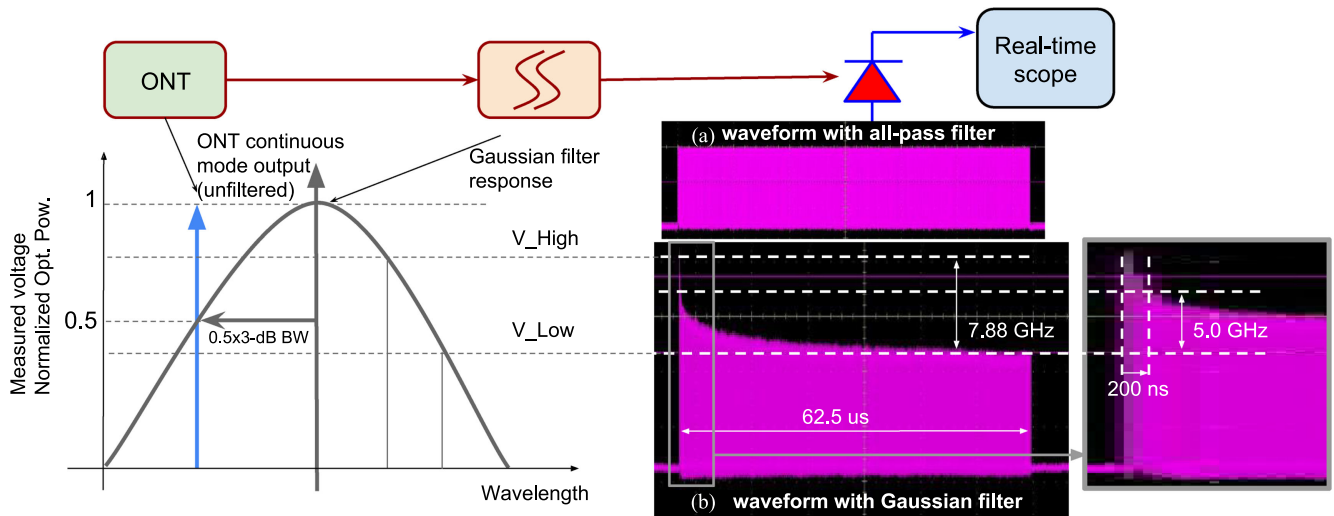 ONT
Real-time
scope
ONT continuous
mode output
(unfiltered)
Gaussian filter
response
(a) waveform with all-pass filter
1
V_High
0.5
0.5x3-dB BW
V_Low
Measured voltage
Normalized Opt. Pow.
Wavelength
7.88 GHz
5.0 GHz
200 ns
62.5 us
(b) waveform with Gaussian filter